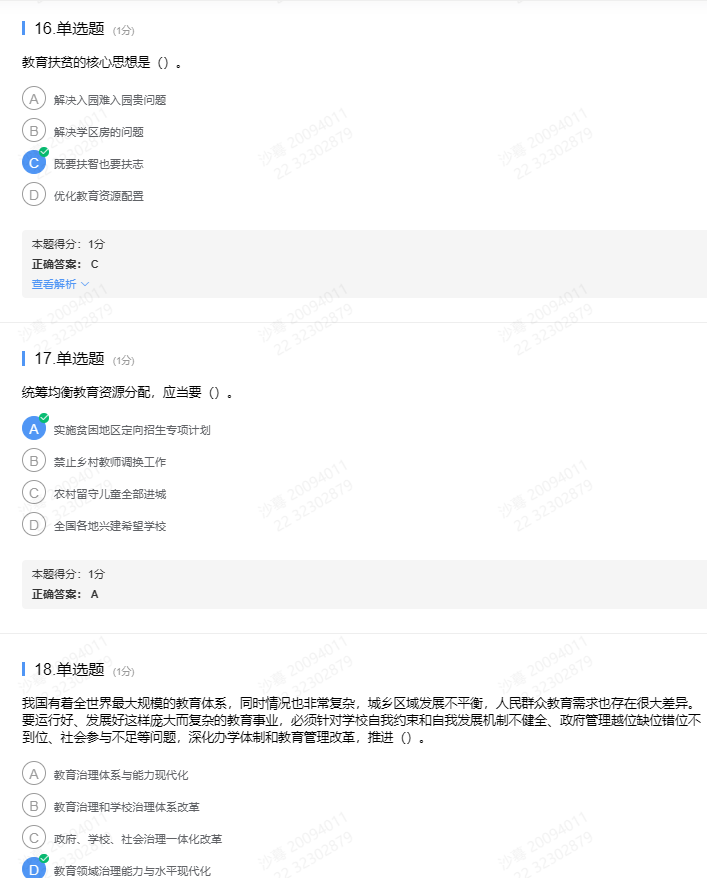 16.单选题 (1分)
教育扶贫的核心思想是（）。
A 解决入园难入园贵问题
B 解决学区房的问题
C 既要扶智也要扶志
D 优化教育资源配置
本题得分：1分
正确答案： C
查看解析
17.单选题 (1分)
统筹均衡教育资源分配，应当要（）。
A 实施贫困地区定向招生专项计划
B 禁止乡村教师调换工作
C 农村留守儿童全部进城
D 全国各地兴建希望学校
本题得分：1分
正确答案： A
18.单选题 (1分)
我国有着全世界最大规模的教育体系，同时情况也非常复杂，城乡区域发展不平衡，人民群众教育需求也存在很大差异。
要运行好、发展好这样庞大而复杂的教育事业，必须针对学校自我约束和自我发展机制不健全、政府管理越位缺位错位不
到位、社会参与不足等问题，深化办学体制和教育管理改革，推进（）。
A 教育治理体系与能力现代化
B 教育治理和学校治理体系改革
C 政府、学校、社会治理一体化改革
D 教育领域治理能力与水平现代化
20094011
22 32302879